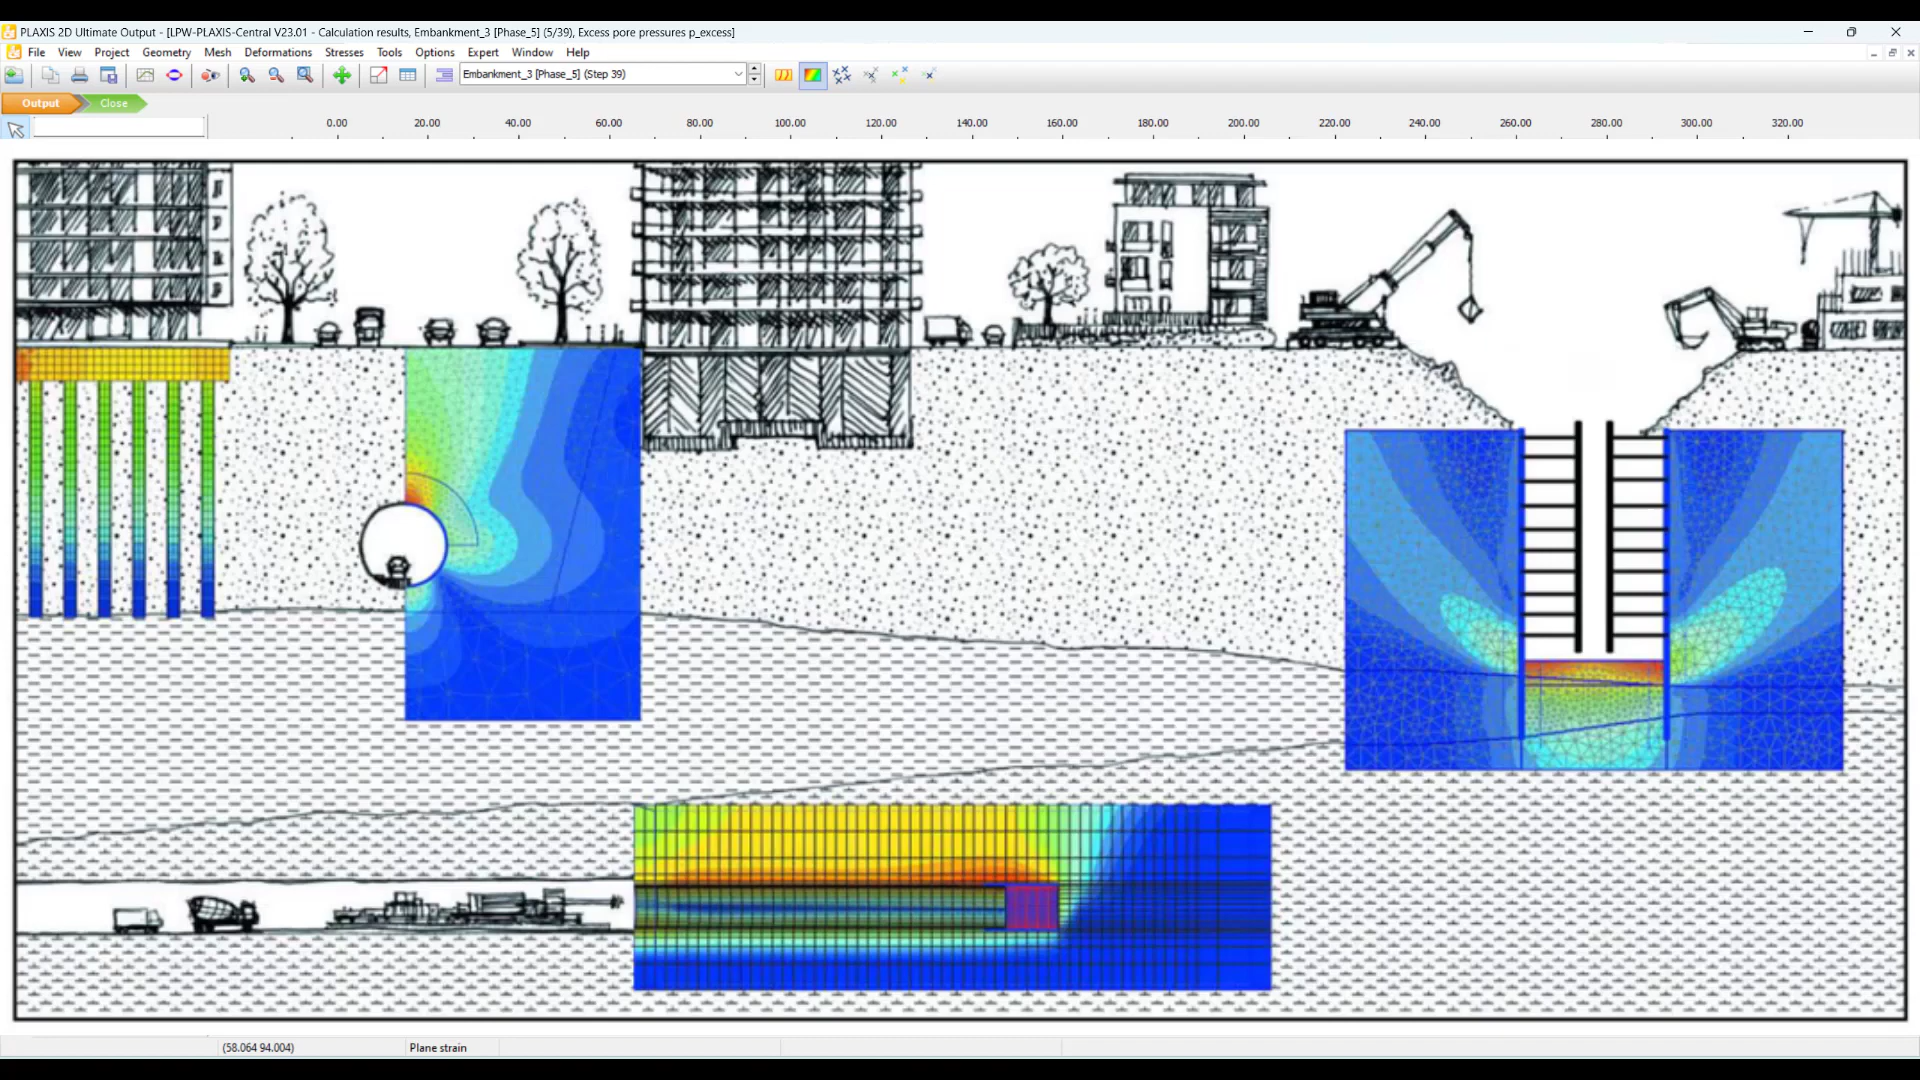 PLAXIS 2D Ultimate Output - [LPW-PLAXIS-Central V23.01 - Calculation results, Embankment_3 [Phase_5] (5/39), Excess pore pressures p_excess]
File View Project Geometry Mesh Deformations Stresses Tools Options Expert Window Help
Embankment_3 [Phase_5] (Step 39)
Output Close
0.00 20.00 40.00 60.00 80.00 100.00 120.00 140.00 160.00 180.00 200.00 220.00 240.00 260.00 280.00 300.00 320.00
(58.064 94.004) Plane strain